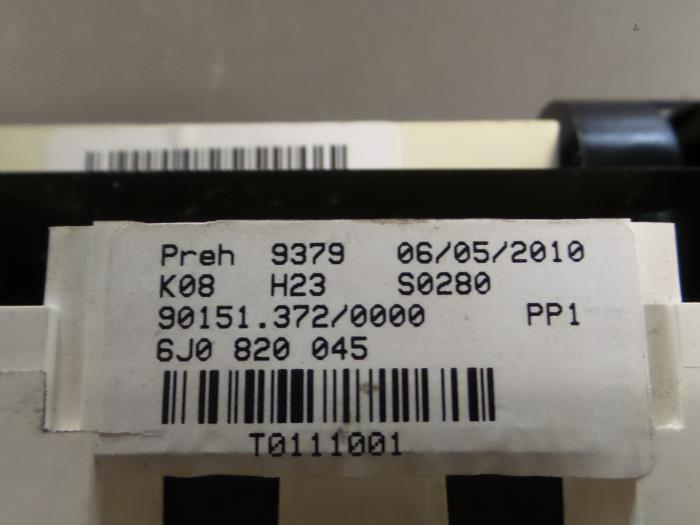 Preh 9379 06/05/2010
K08 H23 S0280
90151.372/0000 PP1
6J0 820 045
T0111001